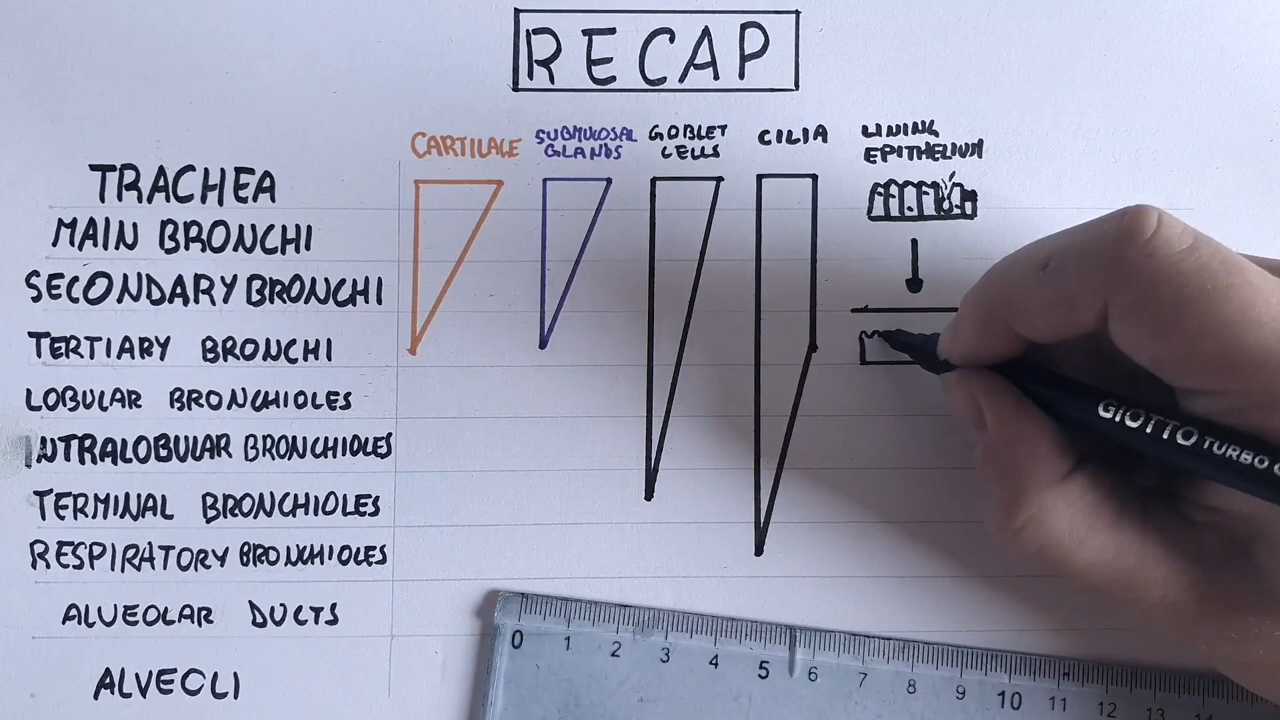 RECAP
CARTILAGE
SUBMUCOSAL
GLANDS
GOBLET
CELLS
CILIA
LINING
EPITHELIUM
TRACHEA
MAIN BRONCHI
SECONDARY BRONCHI
TERTIARY BRONCHI
LOBULAR BRONCHIOLES
INTRALOBULAR BRONCHIOLES
TERMINAL BRONCHIOLES
RESPIRATORY BRONCHIOLES
ALVEOLAR DUCTS
ALVEOLI
GIOTTO TURBO
0 1 2 3 4 5 6 7 8 9 10 11 12 13